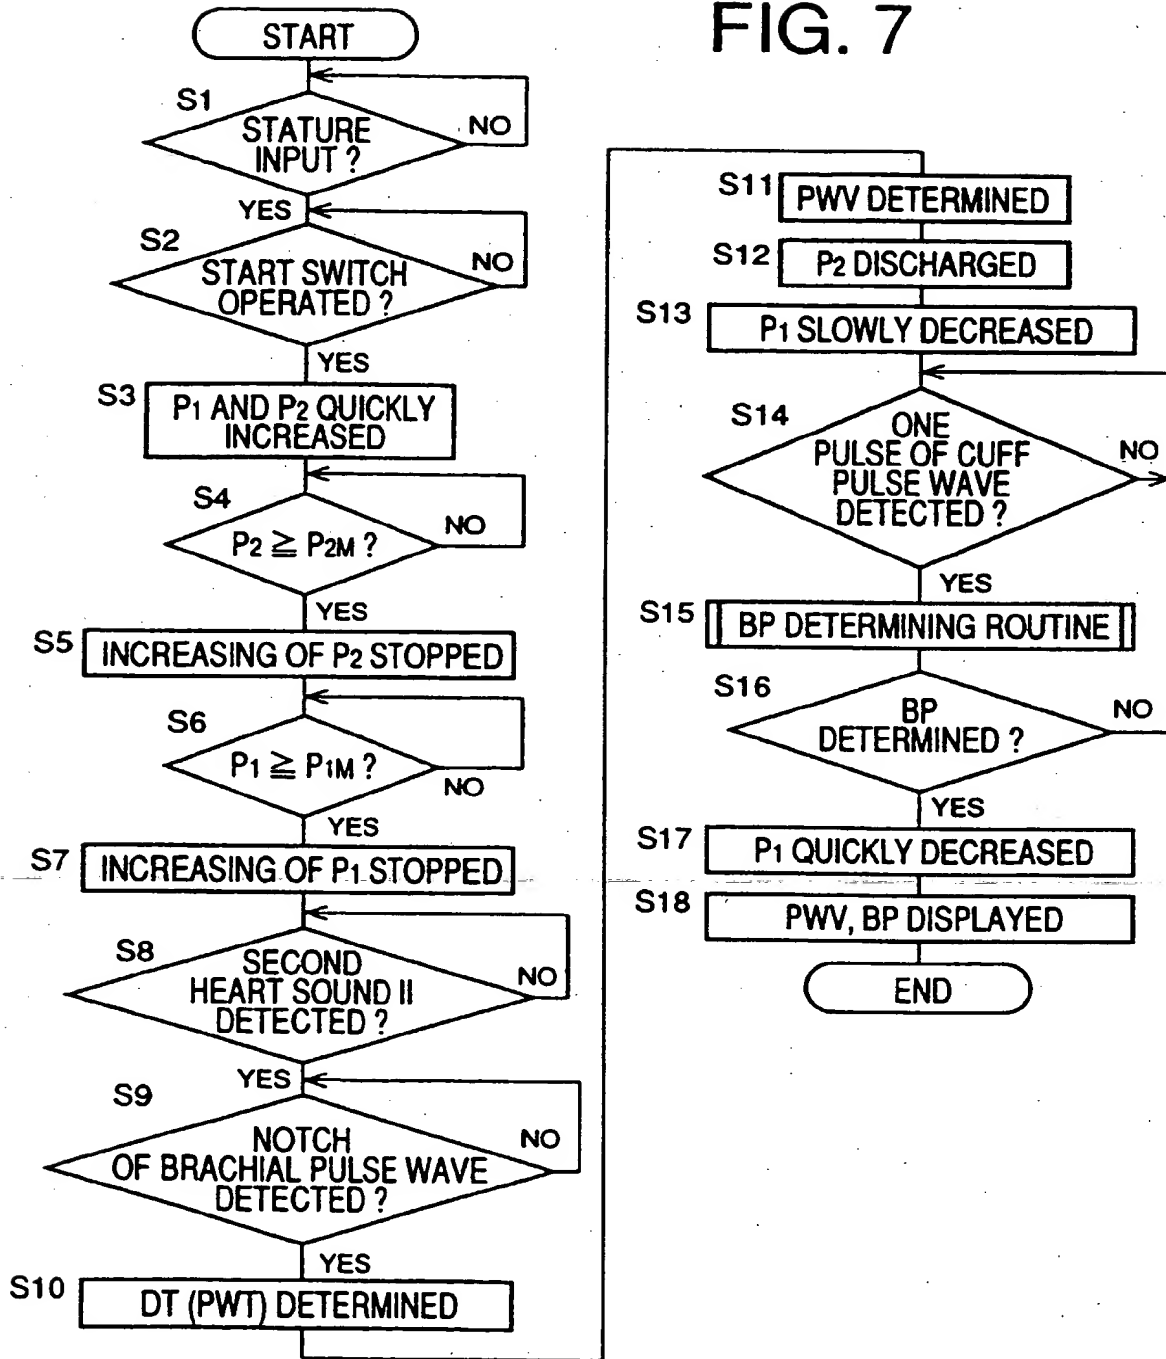 FIG. 7
START
S1
STATURE
INPUT ?
NO
YES
S2
START SWITCH
OPERATED ?
NO
YES
S3
P1 AND P2 QUICKLY
INCREASED
S4
P2 ≧ P2M ?
NO
YES
S5
INCREASING OF P2 STOPPED
S6
P1 ≧ P1M ?
NO
YES
S7
INCREASING OF P1 STOPPED
S8
SECOND
HEART SOUND II
DETECTED ?
NO
YES
S9
NOTCH
OF BRACHIAL PULSE WAVE
DETECTED ?
NO
YES
S10
DT (PWT) DETERMINED
S11
PWV DETERMINED
S12
P2 DISCHARGED
S13
P1 SLOWLY DECREASED
S14
ONE
PULSE OF CUFF
PULSE WAVE
DETECTED ?
NO
YES
S15
BP DETERMINING ROUTINE
S16
BP
DETERMINED ?
NO
YES
S17
P1 QUICKLY DECREASED
S18
PWV, BP DISPLAYED
END